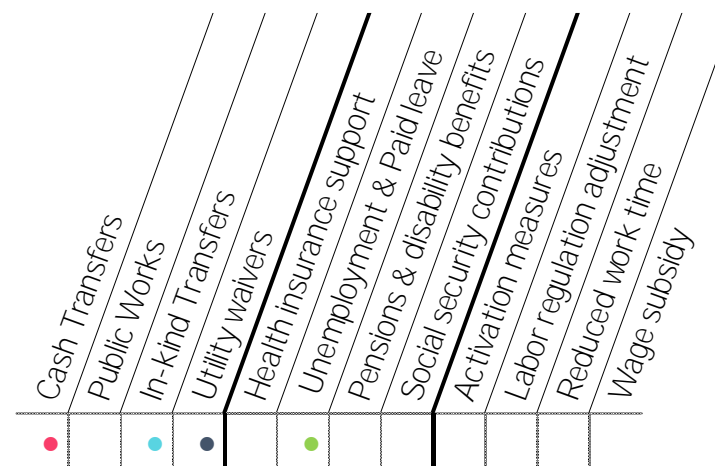 Cash Transfers
Public Works
In-kind Transfers
Utility waivers
Health insurance support
Unemployment & Paid leave
Pensions & disability benefits
Social security contributions
Activation measures
Labor regulation adjustment
Reduced work time
Wage subsidy